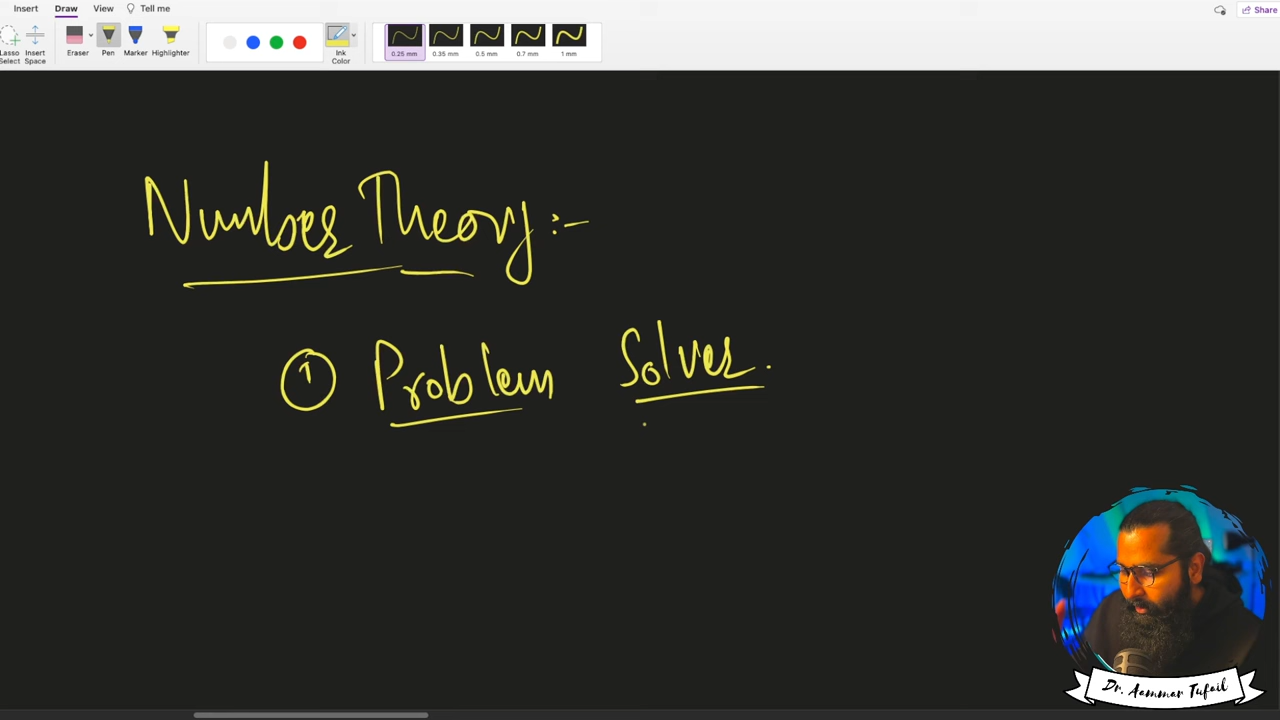 Insert Draw View Tell me
Share
Lasso Select
Insert Space
Eraser
Pen
Marker
Highlighter
Ink Color
0.25 mm
0.35 mm
0.5 mm
0.7 mm
1 mm
Number Theory:-
① Problem Solver.
Dr. Aammar Tufail